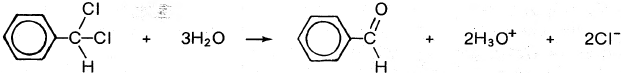 Cl
C Cl + 3H₂O → C O H + 2H₃O⁺ + 2Cl⁻
H